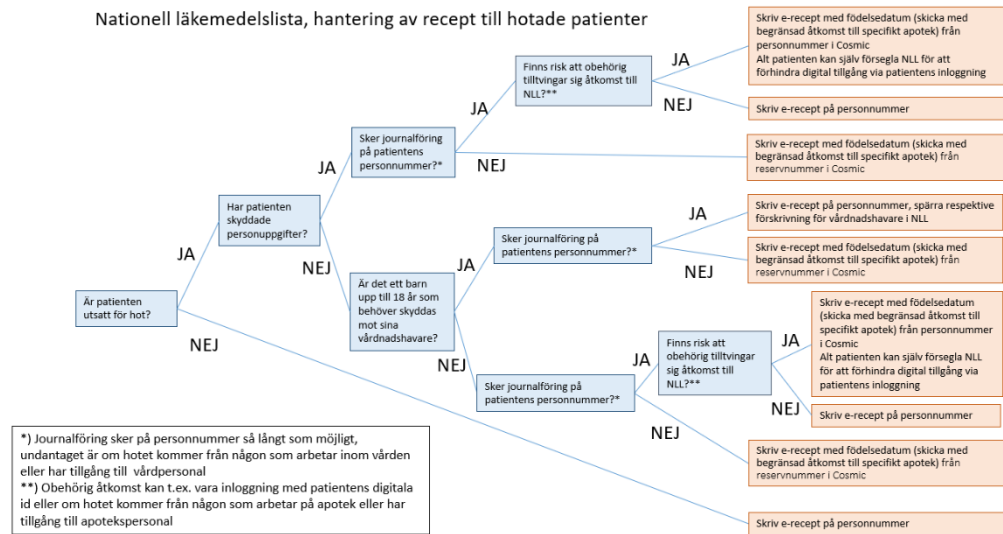 Nationell läkemedelslista, hantering av recept till hotade patienter
Skriv e-recept med födelsedatum (skicka med
begränsad åtkomst till specifikt apotek) från
personnummer i Cosmic
Alt patienten kan själv försegla NLL för att
förhindra digital tillgång via patientens inloggning
JA
Finns risk att obehörig
tilltvingar sig åtkomst till
NLL?**
NEJ
Skriv e-recept på personnummer
JA
Sker journalföring
på patientens
personnummer?*
NEJ
Skriv e-recept med födelsedatum (skicka med
begränsad åtkomst till specifikt apotek) från
reservnummer i Cosmic
JA
Har patienten
skyddade
personuppgifter?
JA
Skriv e-recept på personnummer, spärra respektive
förskrivning för vårdnadshavare i NLL
Sker journalföring på
patientens personnummer?*
NEJ
Skriv e-recept med födelsedatum (skicka med
begränsad åtkomst till specifikt apotek) från
reservnummer i Cosmic
JA
NEJ
JA
Är det ett barn
upp till 18 år som
behöver skyddas
mot sina
vårdnadshavare?
Är patienten
utsatt för hot?
NEJ
NEJ
Skriv e-recept med födelsedatum
(skicka med begränsad åtkomst till
specifikt apotek) från personnummer i
Cosmic
Alt patienten kan själv försegla NLL
för att förhindra digital tillgång via
patientens inloggning
JA
Finns risk att
obehörig tilltvingar
sig åtkomst till
NLL?**
JA
NEJ
Sker journalföring på
patientens personnummer?*
Skriv e-recept på personnummer
NEJ
Skriv e-recept med födelsedatum (skicka med
begränsad åtkomst till specifikt apotek) från
reservnummer i Cosmic
*) Journalföring sker på personnummer så långt som möjligt,
undantaget är om hotet kommer från någon som arbetar inom vården
eller har tillgång till vårdpersonal
**) Obehörig åtkomst kan t.ex. vara inloggning med patientens digitala
id eller om hotet kommer från någon som arbetar på apotek eller har
tillgång till apotekspersonal
Skriv e-recept på personnummer